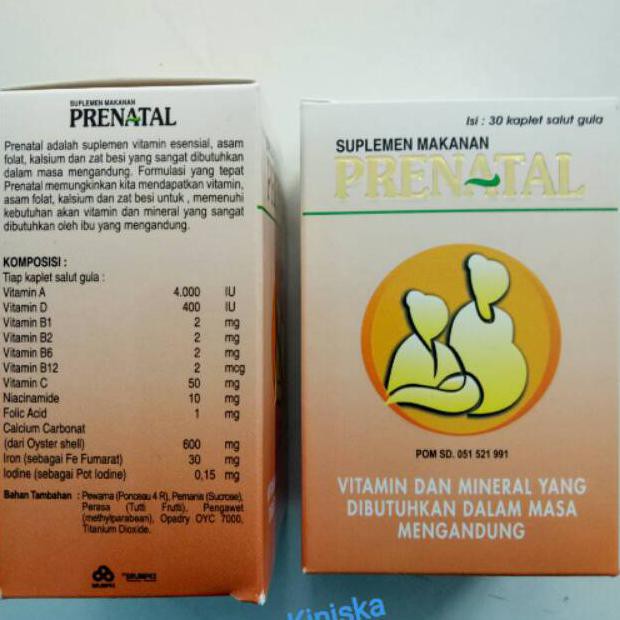 SUPLEMEN MAKANAN
PRENATAL
Prenatal adalah suplemen vitamin esensial, asam
folat, kalsium dan zat besi yang sangat dibutuhkan
dalam masa mengandung. Formulasi yang tepat
Prenatal memungkinkan kita mendapatkan vitamin,
asam folat, kalsium dan zat besi untuk , memenuhi
kebutuhan akan vitamin dan mineral yang sangat
dibutuhkan oleh ibu yang mengandung.
KOMPOSISI :
Tiap kaplet salut gula :
Vitamin A 4.000 IU
Vitamin D 400 IU
Vitamin B1 2 mg
Vitamin B2 2 mg
Vitamin B6 2 mg
Vitamin B12 2 mcg
Vitamin C 50 mg
Niacinamide 10 mg
Folic Acid 1 mg
Calcium Carbonat
(dari Oyster shell) 600 mg
Iron (sebagai Fe Fumarat) 30 mg
Iodine (sebagai Pot Iodine) 0,15 mg
Bahan Tambahan : Pewarna (Ponceau 4 R), Pemanis (Sucrose),
Perasa (Tutti Frutti), Pengawet
(methylparaben), Opadry OYC 7000,
Titanium Dioxide.
Isi : 30 kaplet salut gula
SUPLEMEN MAKANAN
PRENATAL
POM SD. 051 521 991
VITAMIN DAN MINERAL YANG
DIBUTUHKAN DALAM MASA
MENGANDUNG
Kiniska